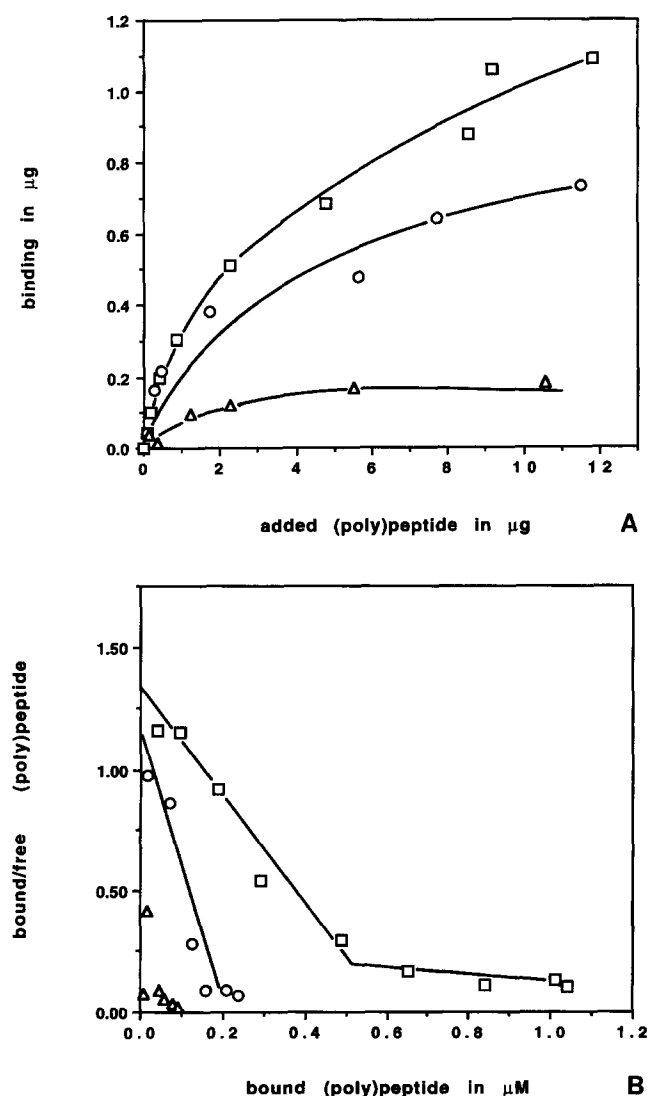 1.2
1.0
0.8
0.6
0.4
0.2
0.0
binding in µg
0 2 4 6 8 10 12
added (poly)peptide in µg
A
1.50
1.00
0.50
0.00
bound/free (poly)peptide
0.0 0.2 0.4 0.6 0.8 1.0 1.2
bound (poly)peptide in µM
B